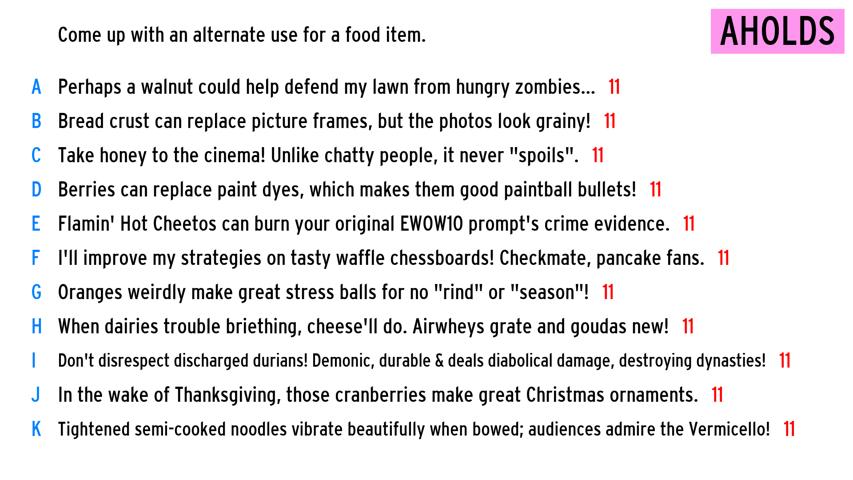 Come up with an alternate use for a food item.
AHOLDS
A Perhaps a walnut could help defend my lawn from hungry zombies... 11
B Bread crust can replace picture frames, but the photos look grainy! 11
C Take honey to the cinema! Unlike chatty people, it never "spoils". 11
D Berries can replace paint dyes, which makes them good paintball bullets! 11
E Flamin' Hot Cheetos can burn your original EWOW10 prompt's crime evidence. 11
F I'll improve my strategies on tasty waffle chessboards! Checkmate, pancake fans. 11
G Oranges weirdly make great stress balls for no "rind" or "season"! 11
H When dairies trouble briething, cheese'll do. Airwheys grate and goudas new! 11
I Don't disrespect discharged durians! Demonic, durable & deals diabolical damage, destroying dynasties! 11
J In the wake of Thanksgiving, those cranberries make great Christmas ornaments. 11
K Tightened semi-cooked noodles vibrate beautifully when bowed; audiences admire the Vermicello! 11